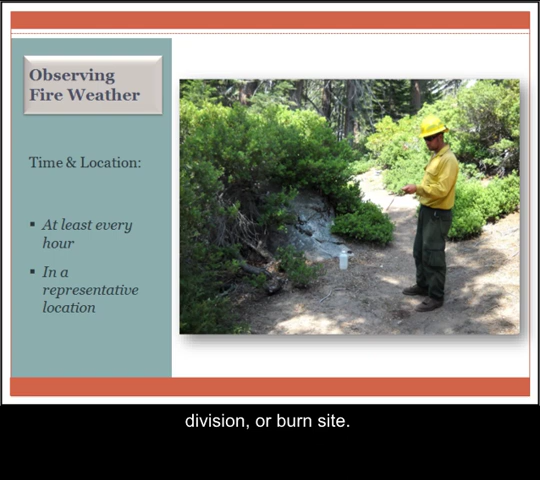 Observing
Fire Weather
Time & Location:
▪ At least every
hour
▪ In a
representative
location
division, or burn site.